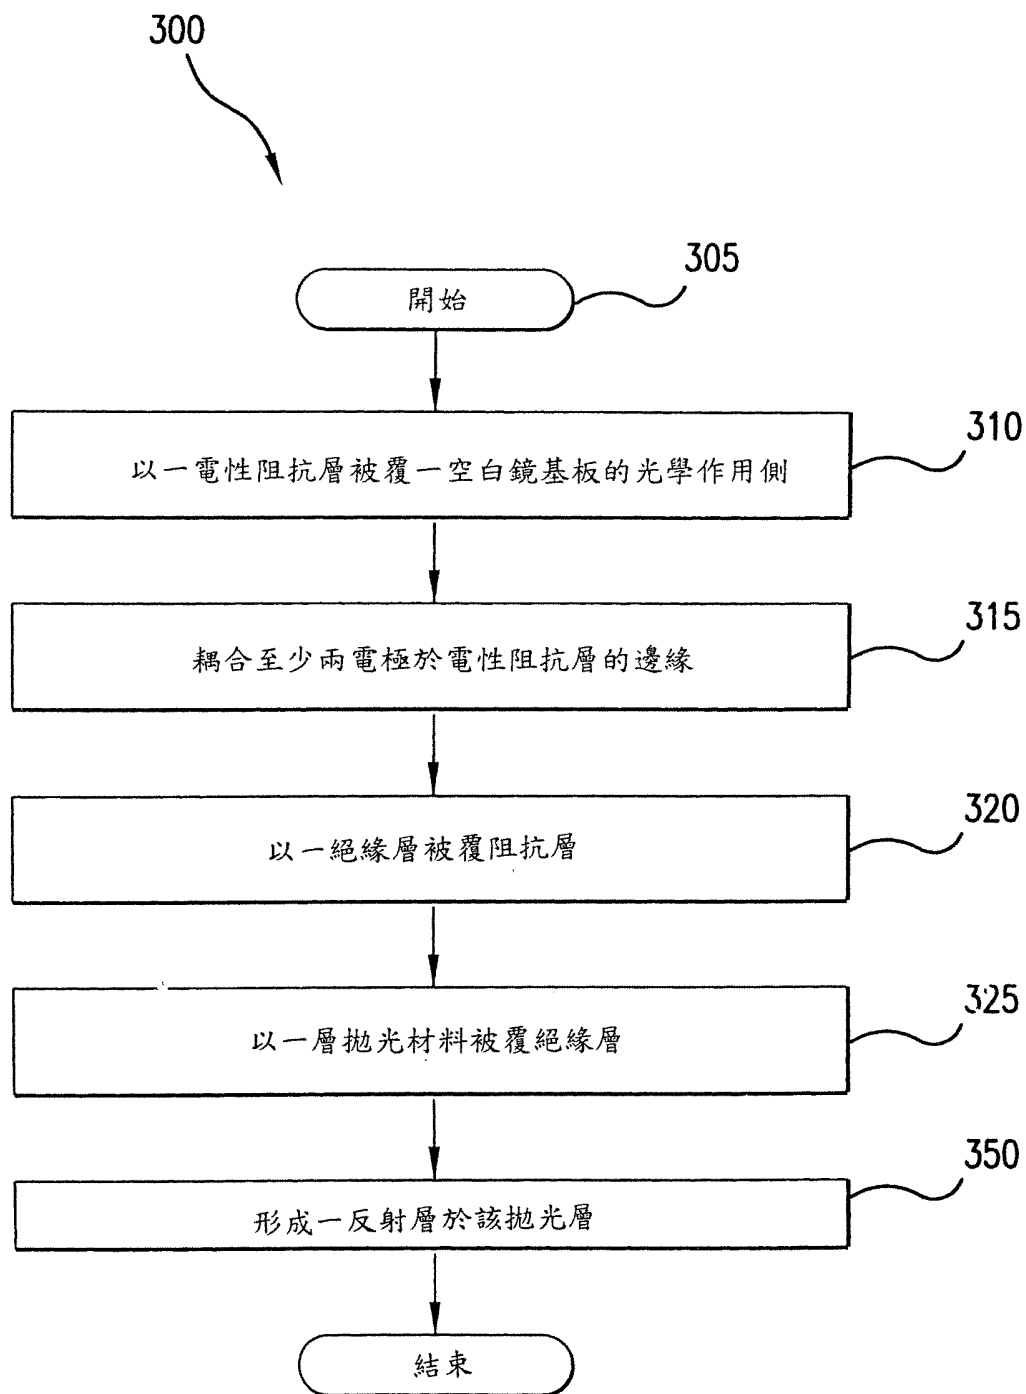 300
305
開始
310
以一電性阻抗層被覆一空白鏡基板的光學作用側
315
耦合至少兩電極於電性阻抗層的邊緣
320
以一絕緣層被覆阻抗層
325
以一層拋光材料被覆絕緣層
350
形成一反射層於該拋光層
結束